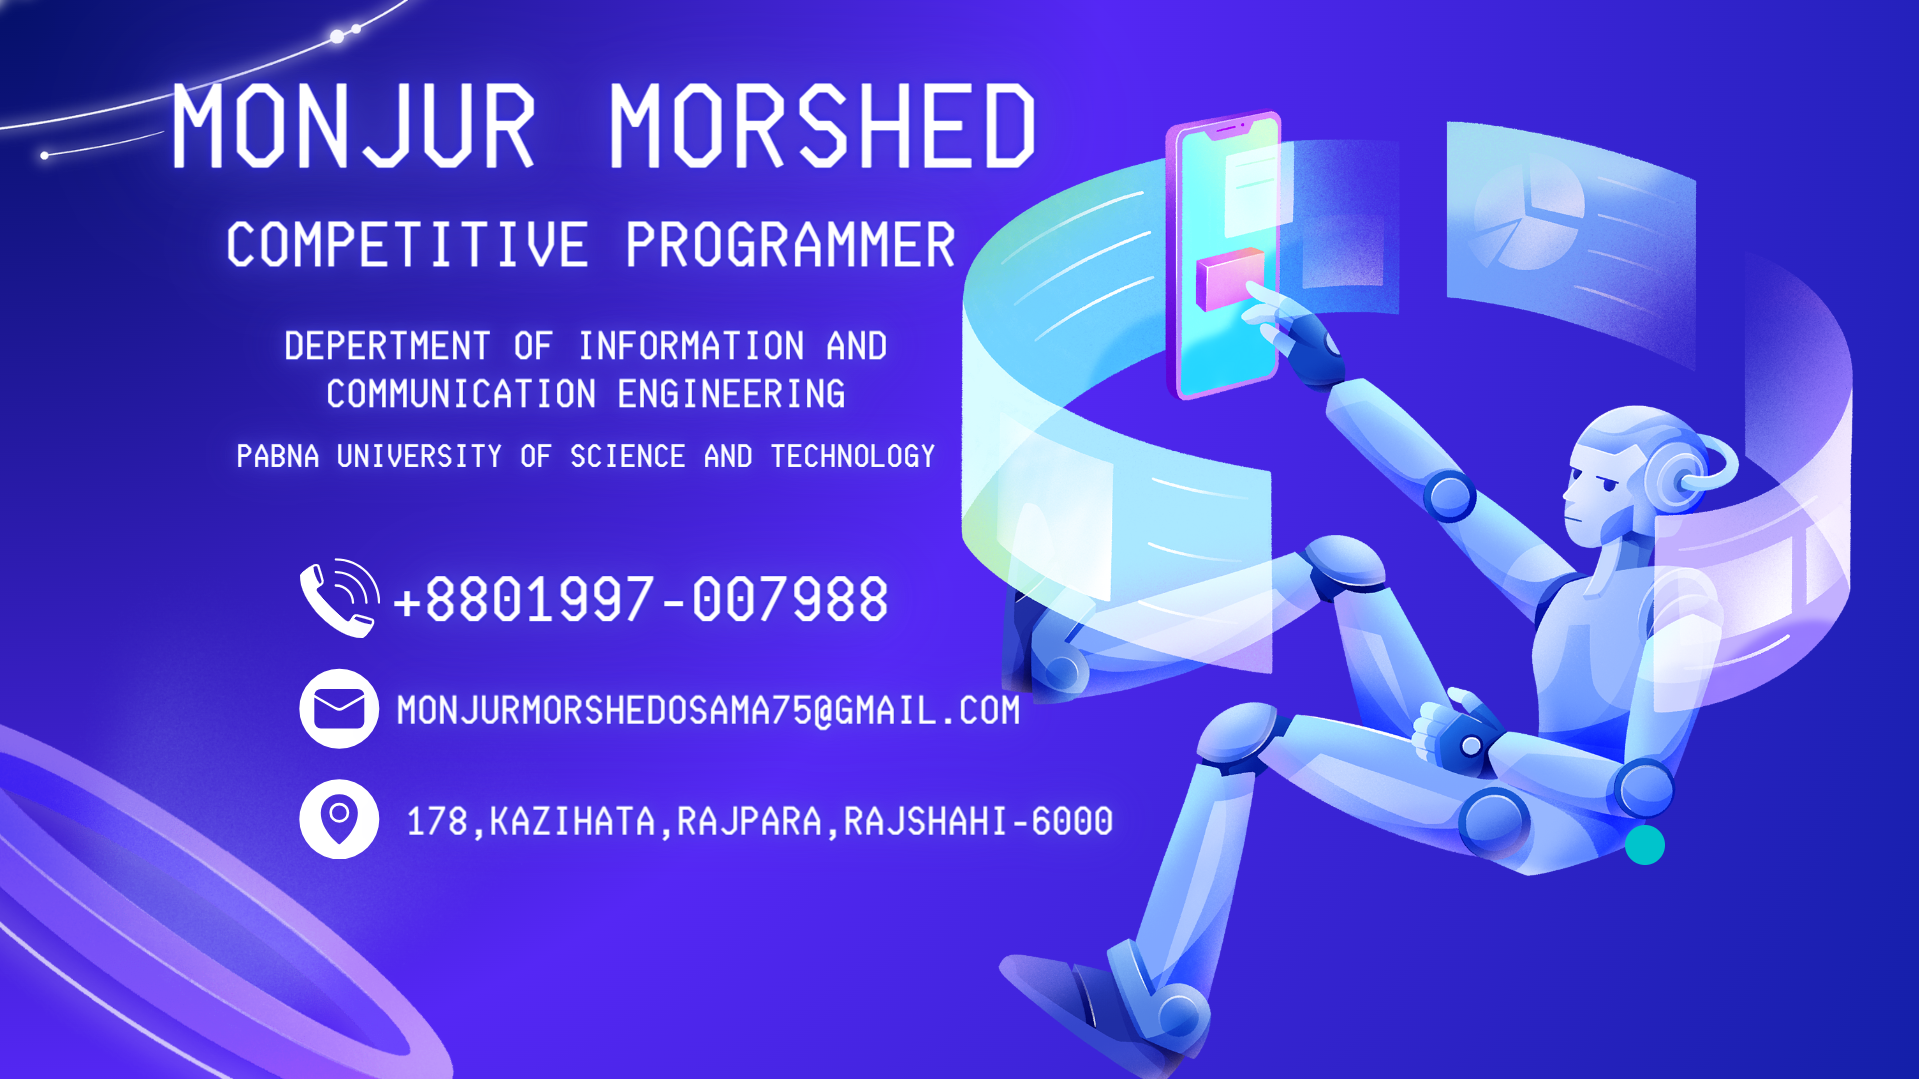 MONJUR MORSHED
COMPETITIVE PROGRAMMER
DEPERTMENT OF INFORMATION AND
COMMUNICATION ENGINEERING
PABNA UNIVERSITY OF SCIENCE AND TECHNOLOGY
+8801997-007988
MONJURMORSHEDOSAMA75@GMAIL.COM
178,KAZIHATA,RAJPARA,RAJSHAHI-6000